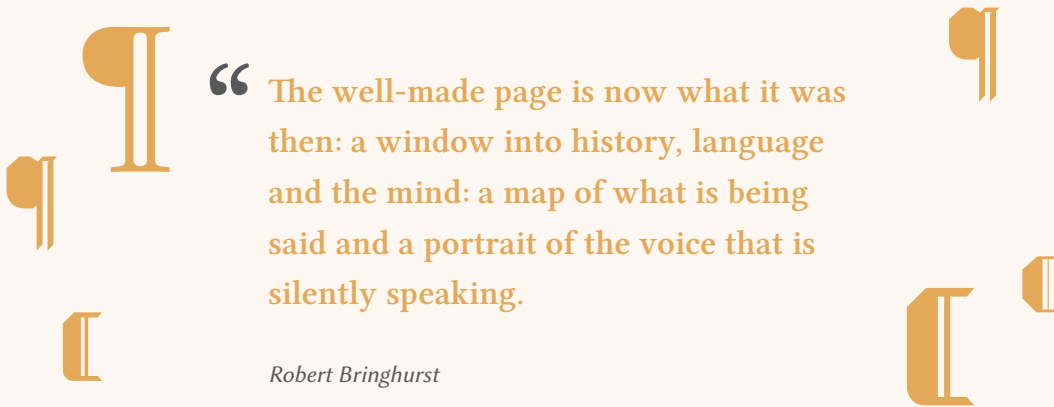 “The well-made page is now what it was
then: a window into history, language
and the mind: a map of what is being
said and a portrait of the voice that is
silently speaking.
Robert Bringhurst